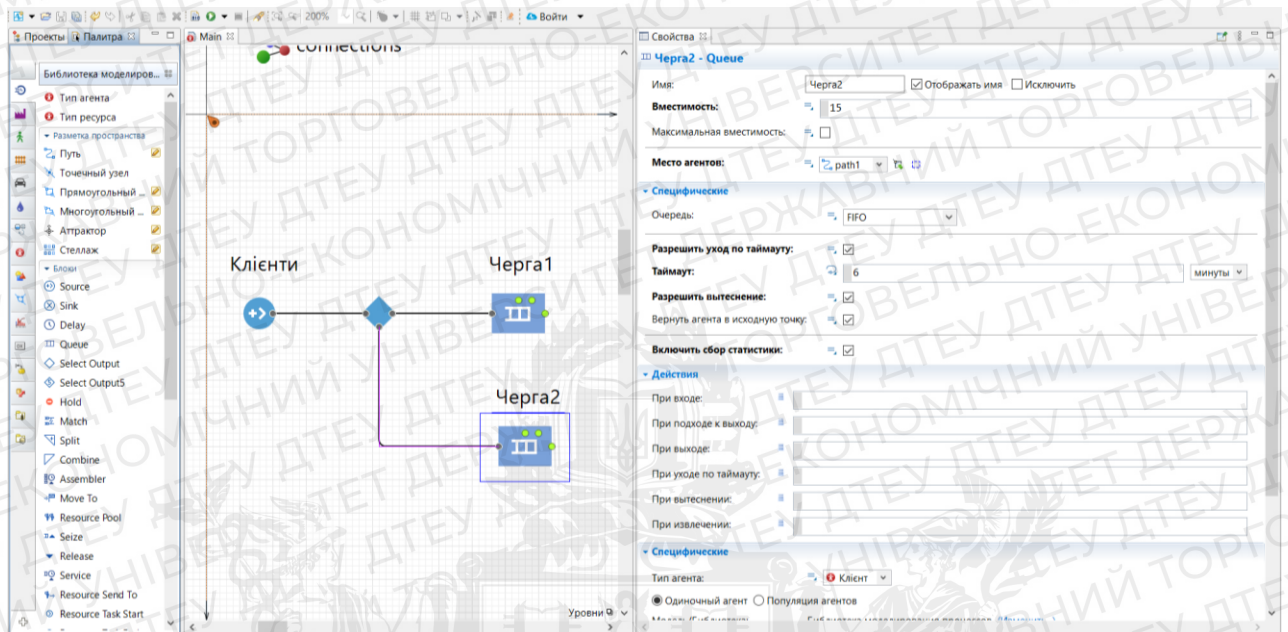 200%
Войти
Проекты
Палитра
Main
Свойства
Библиотека моделиров...
Тип агента
Тип ресурса
Разметка пространства
Путь
Точечный узел
Прямоугольный ...
Многоугольный ...
Аттрактор
Стеллаж
Блоки
Source
Sink
Delay
Queue
Select Output
Select Output5
Hold
Match
Split
Combine
Assembler
Move To
Resource Pool
Seize
Release
Service
Resource Send To
Resource Task Start
connections
Клієнти
Черга1
Черга2
Уровни
Черга2 - Queue
Имя: Черга2 Отображать имя Исключить
Вместимость: 15
Максимальная вместимость:
Место агентов: path1
Специфические
Очередь: FIFO
Разрешить уход по таймауту:
Таймаут: 6 минуты
Разрешить вытеснение:
Вернуть агента в исходную точку:
Включить сбор статистики:
Действия
При входе:
При подходе к выходу:
При выходе:
При уходе по таймауту:
При вытеснении:
При извлечении:
Специфические
Тип агента: Клієнт
Одиночный агент Популяция агентов